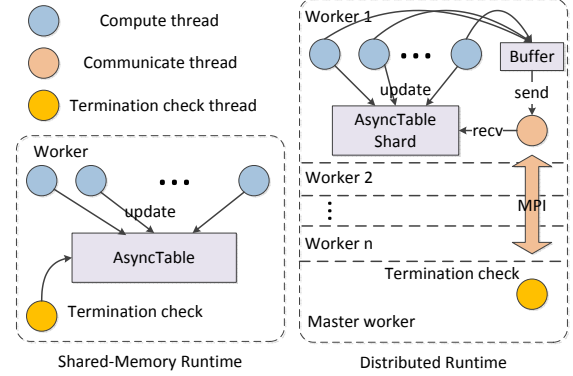 Compute thread
Communicate thread
Termination check thread
Worker
update
AsyncTable
Termination check
Shared-Memory Runtime
Worker 1
Buffer
update
send
AsyncTable
Shard
recv
Worker 2
MPI
Worker n
Termination check
Master worker
Distributed Runtime